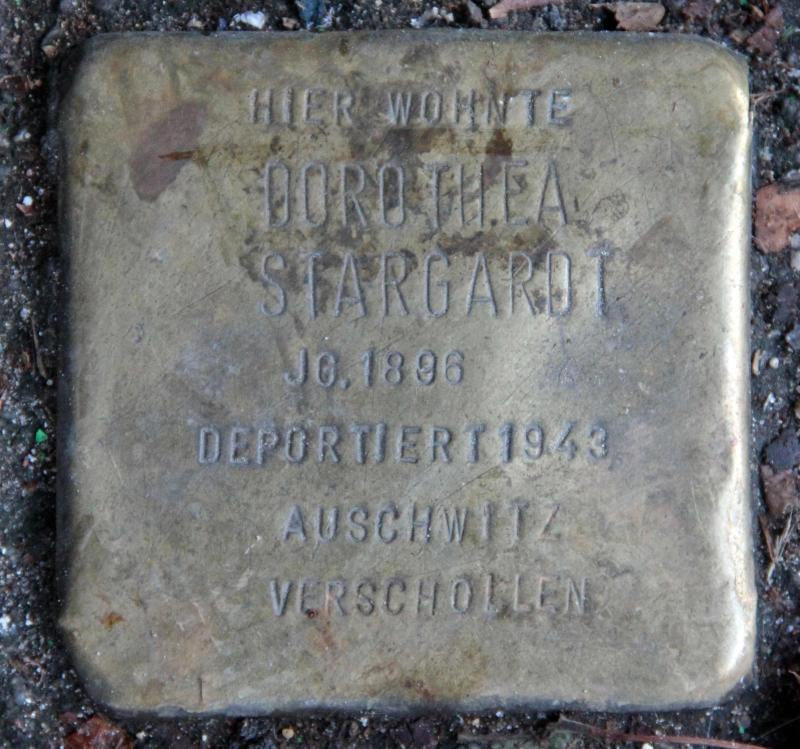 HIER WOHNTE
DOROTHEA
STARGARDT
JG. 1896
DEPORTIERT 1943
AUSCHWITZ
VERSCHOLLEN